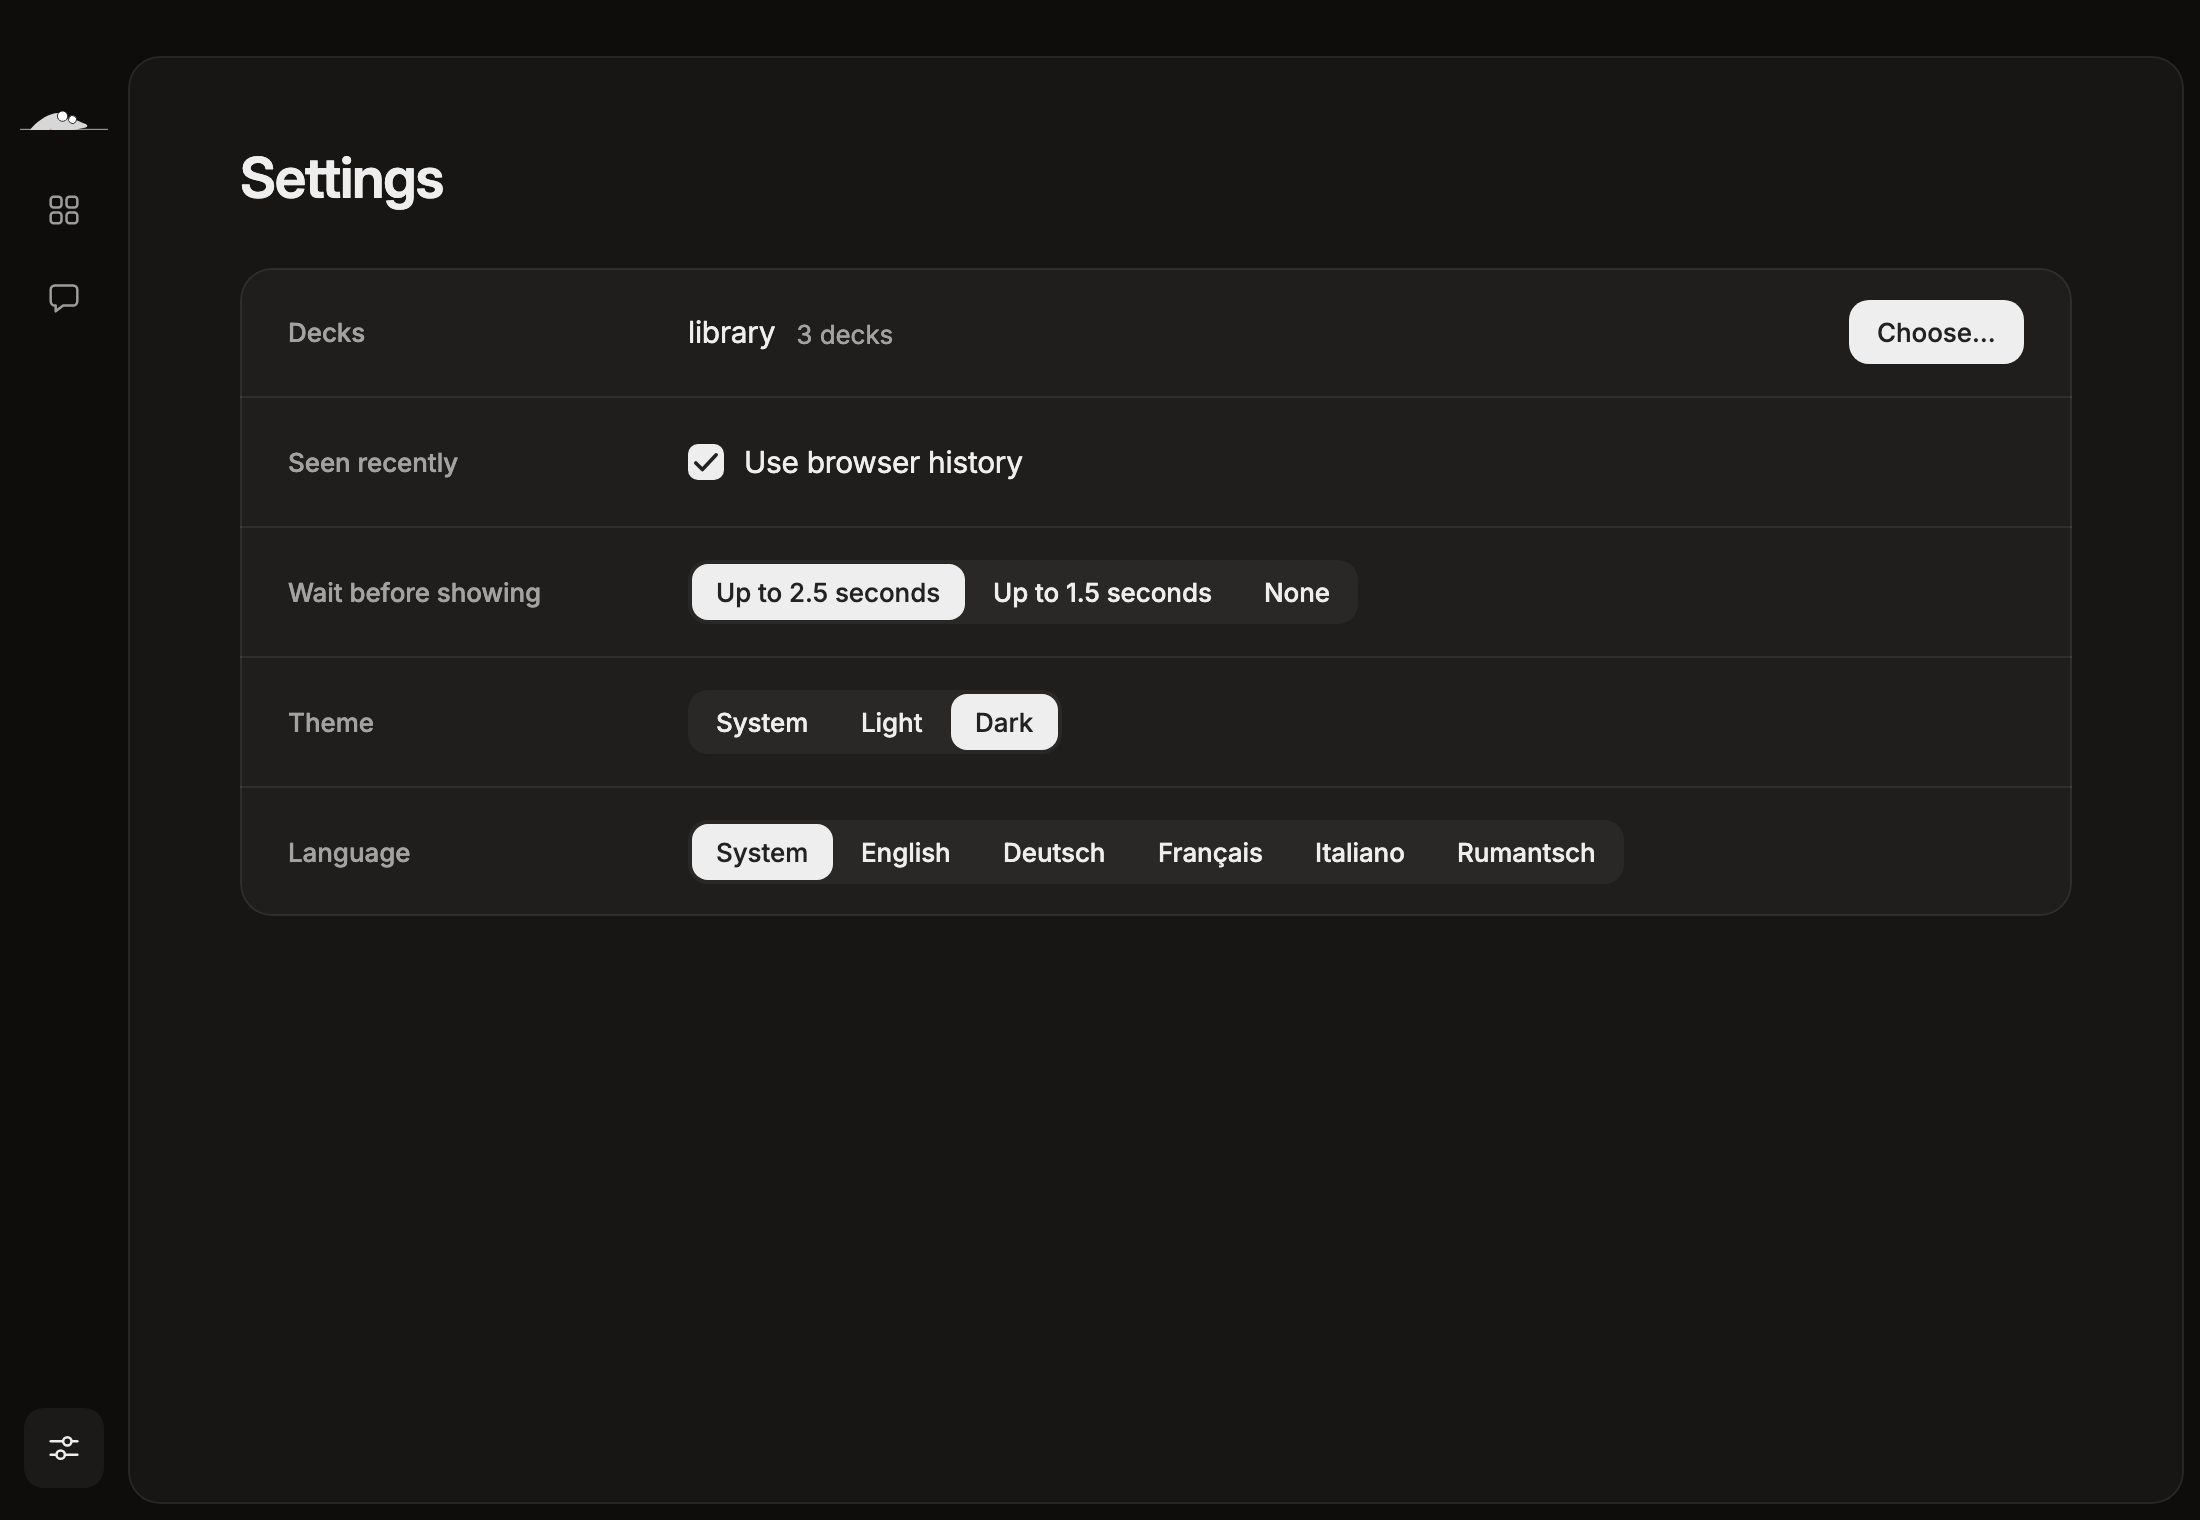 Settings
Decks library 3 decks Choose...
Seen recently Use browser history
Wait before showing Up to 2.5 seconds Up to 1.5 seconds None
Theme System Light Dark
Language System English Deutsch Français Italiano Rumantsch